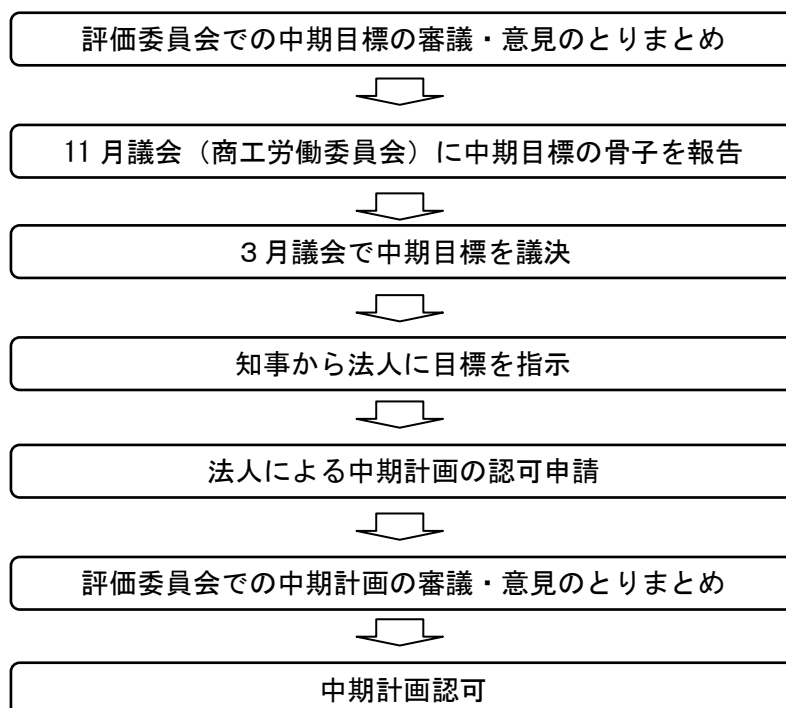 評価委員会での中期目標の審議・意見のとりまとめ
11月議会（商工労働委員会）に中期目標の骨子を報告
3月議会で中期目標を議決
知事から法人に目標を指示
法人による中期計画の認可申請
評価委員会での中期計画の審議・意見のとりまとめ
中期計画認可